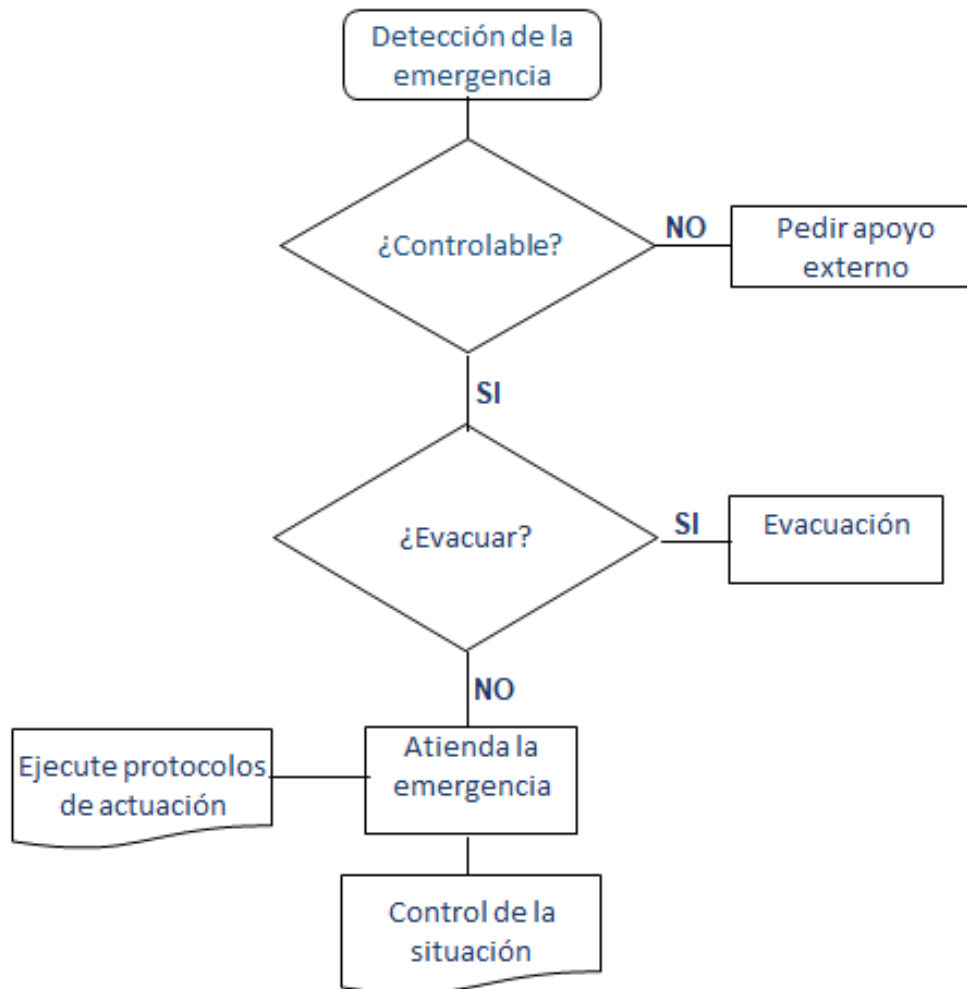 Detección de la
emergencia
¿Controlable?
NO
Pedir apoyo
externo
SI
¿Evacuar?
SI
Evacuación
NO
Atienda la
emergencia
Ejecute protocolos
de actuación
Control de la
situación